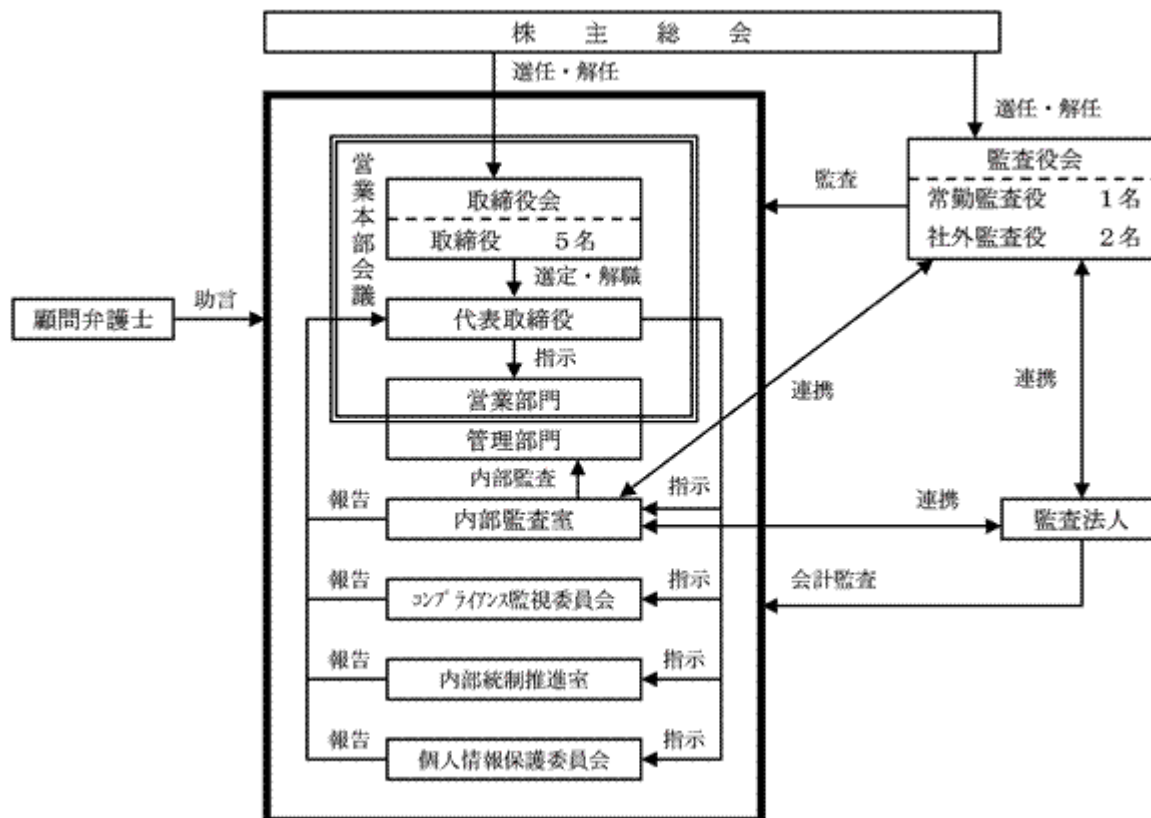 株主総会
選任・解任
選任・解任
監査役会
常勤監査役 1名
社外監査役 2名
監査
営業本部会議
取締役会
取締役 5名
選定・解職
顧問弁護士
助言
代表取締役
指示
連携
連携
営業部門
管理部門
内部監査
報告
内部監査室
指示
連携
監査法人
会計監査
報告
コンプライアンス監視委員会
指示
報告
内部統制推進室
指示
報告
個人情報保護委員会
指示